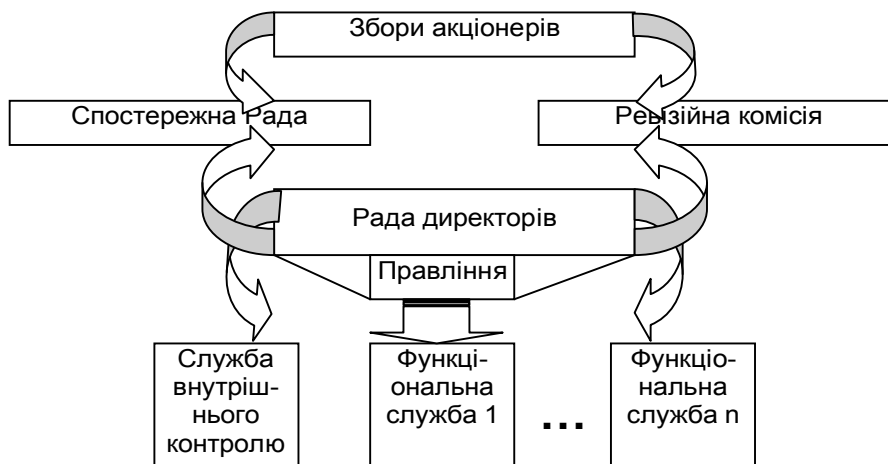 Збори акціонерів
Спостережна Рада
Ревізійна комісія
Рада директорів
Правління
Служба
внутріш-
нього
контролю
Функці-
ональна
служба 1
...
Функціо-
нальна
служба n